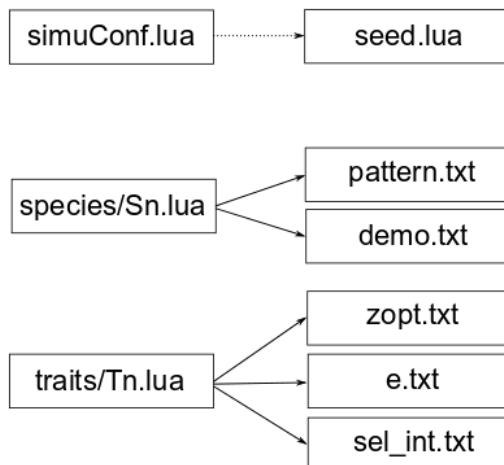 simuConf.lua
seed.lua
species/Sn.lua
pattern.txt
demo.txt
traits/Tn.lua
zopt.txt
e.txt
sel_int.txt